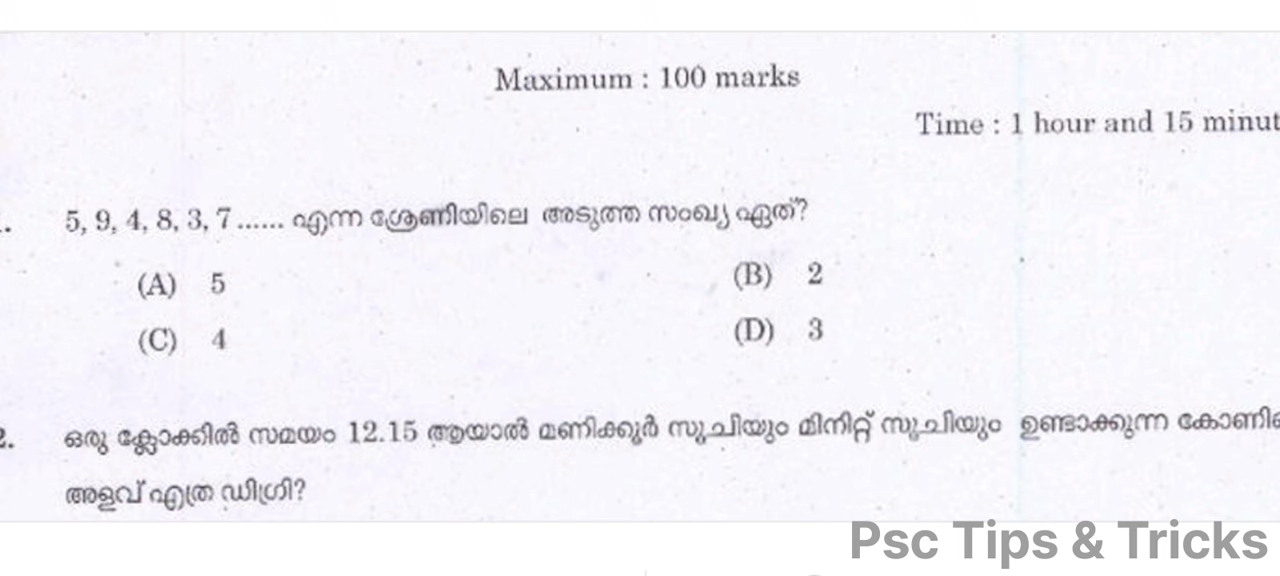 Maximum : 100 marks
Time : 1 hour and 15 minut
5, 9, 4, 8, 3, 7 ...... എന്ന ശ്രേണിയിലെ അടുത്ത സംഖ്യ ഏത്?
(A) 5 (B) 2
(C) 4 (D) 3
2. ഒരു ക്ലോക്കിൽ സമയം 12.15 ആയാൽ മണിക്കൂർ സൂചിയും മിനിറ്റ് സൂചിയും ഉണ്ടാക്കുന്ന
അളവ് എത്ര ഡിഗ്രി?
Psc Tips & Tricks